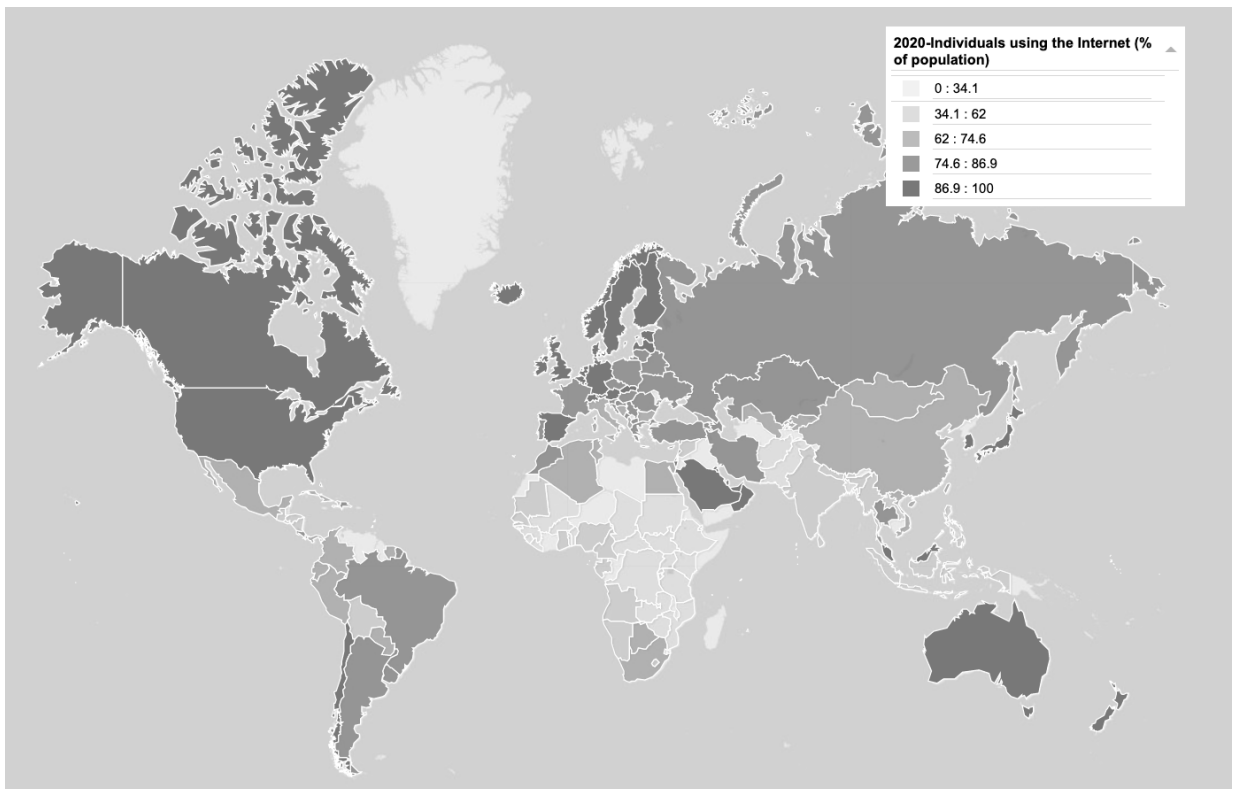 2020-Individuals using the Internet (%
of population)
0 : 34.1
34.1 : 62
62 : 74.6
74.6 : 86.9
86.9 : 100